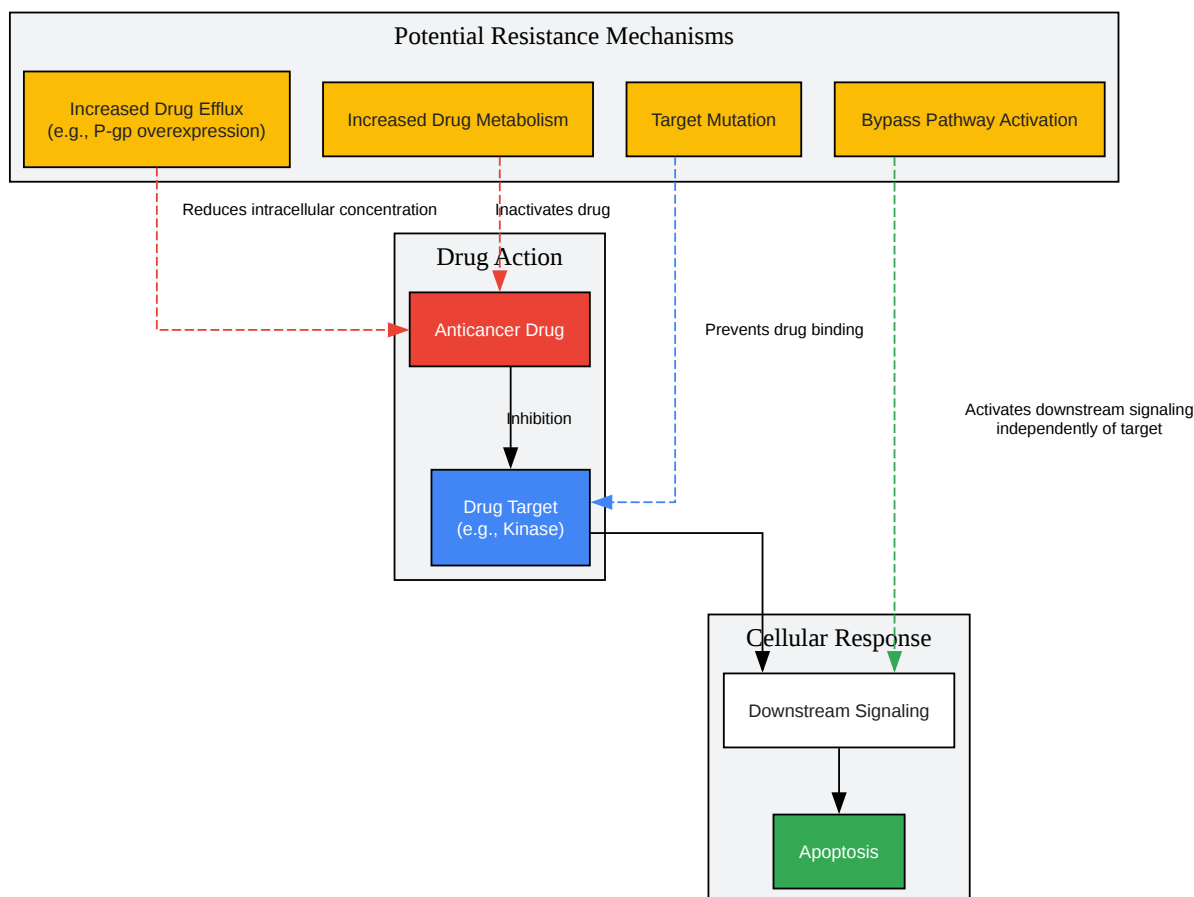 Potential Resistance Mechanisms
Increased Drug Efflux
(e.g., P-gp overexpression)
Increased Drug Metabolism
Target Mutation
Bypass Pathway Activation
Reduces intracellular concentration
Inactivates drug
Drug Action
Anticancer Drug
Prevents drug binding
Inhibition
Activates downstream signaling
independently of target
Drug Target
(e.g., Kinase)
Cellular Response
Downstream Signaling
Apoptosis